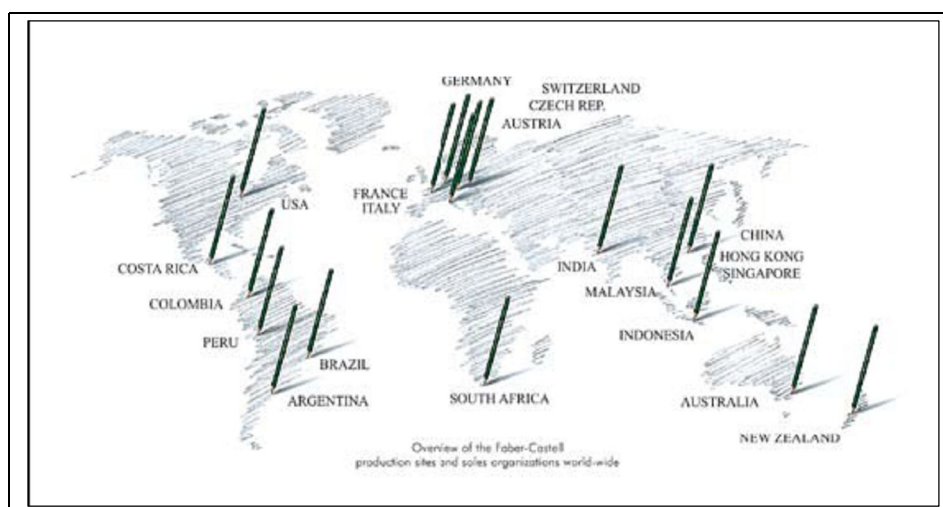 GERMANY
SWITZERLAND
CZECH REP.
AUSTRIA
FRANCE
ITALY
USA
COSTA RICA
COLOMBIA
PERU
BRAZIL
ARGENTINA
SOUTH AFRICA
INDIA
CHINA
HONG KONG
SINGAPORE
MALAYSIA
INDONESIA
AUSTRALIA
NEW ZEALAND
Overview of the Faber-Castell
production sites and sales organizations world-wide